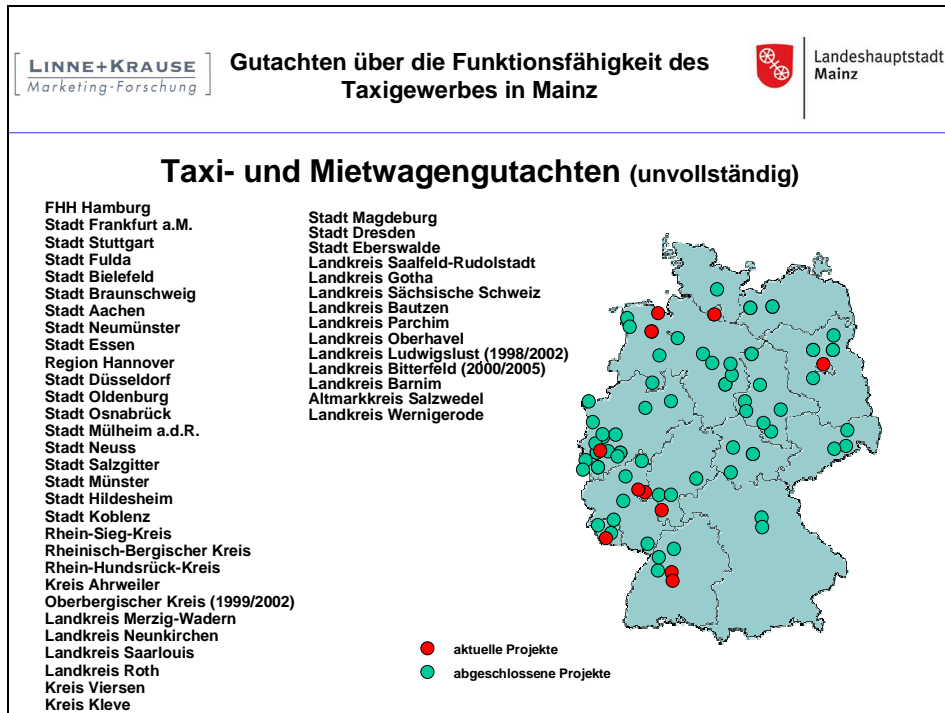 LINNE+KRAUSE
Marketing-Forschung
Gutachten über die Funktionsfähigkeit des
Taxigewerbes in Mainz
Landeshauptstadt
Mainz
Taxi- und Mietwagengutachten (unvollständig)
FHH Hamburg
Stadt Frankfurt a.M.
Stadt Stuttgart
Stadt Fulda
Stadt Bielefeld
Stadt Braunschweig
Stadt Aachen
Stadt Neumünster
Stadt Essen
Region Hannover
Stadt Düsseldorf
Stadt Oldenburg
Stadt Osnabrück
Stadt Mülheim a.d.R.
Stadt Neuss
Stadt Salzgitter
Stadt Münster
Stadt Hildesheim
Stadt Koblenz
Rhein-Sieg-Kreis
Rheinisch-Bergischer Kreis
Rhein-Hundsrück-Kreis
Kreis Ahrweiler
Oberbergischer Kreis (1999/2002)
Landkreis Merzig-Wadern
Landkreis Neunkirchen
Landkreis Saarlouis
Landkreis Roth
Kreis Viersen
Kreis Kleve
Stadt Magdeburg
Stadt Dresden
Stadt Eberswalde
Landkreis Saalfeld-Rudolstadt
Landkreis Gotha
Landkreis Sächsische Schweiz
Landkreis Bautzen
Landkreis Parchim
Landkreis Oberhavel
Landkreis Ludwigslust (1998/2002)
Landkreis Bitterfeld (2000/2005)
Landkreis Barnim
Altmarkkreis Salzwedel
Landkreis Wernigerode
aktuelle Projekte
abgeschlossene Projekte